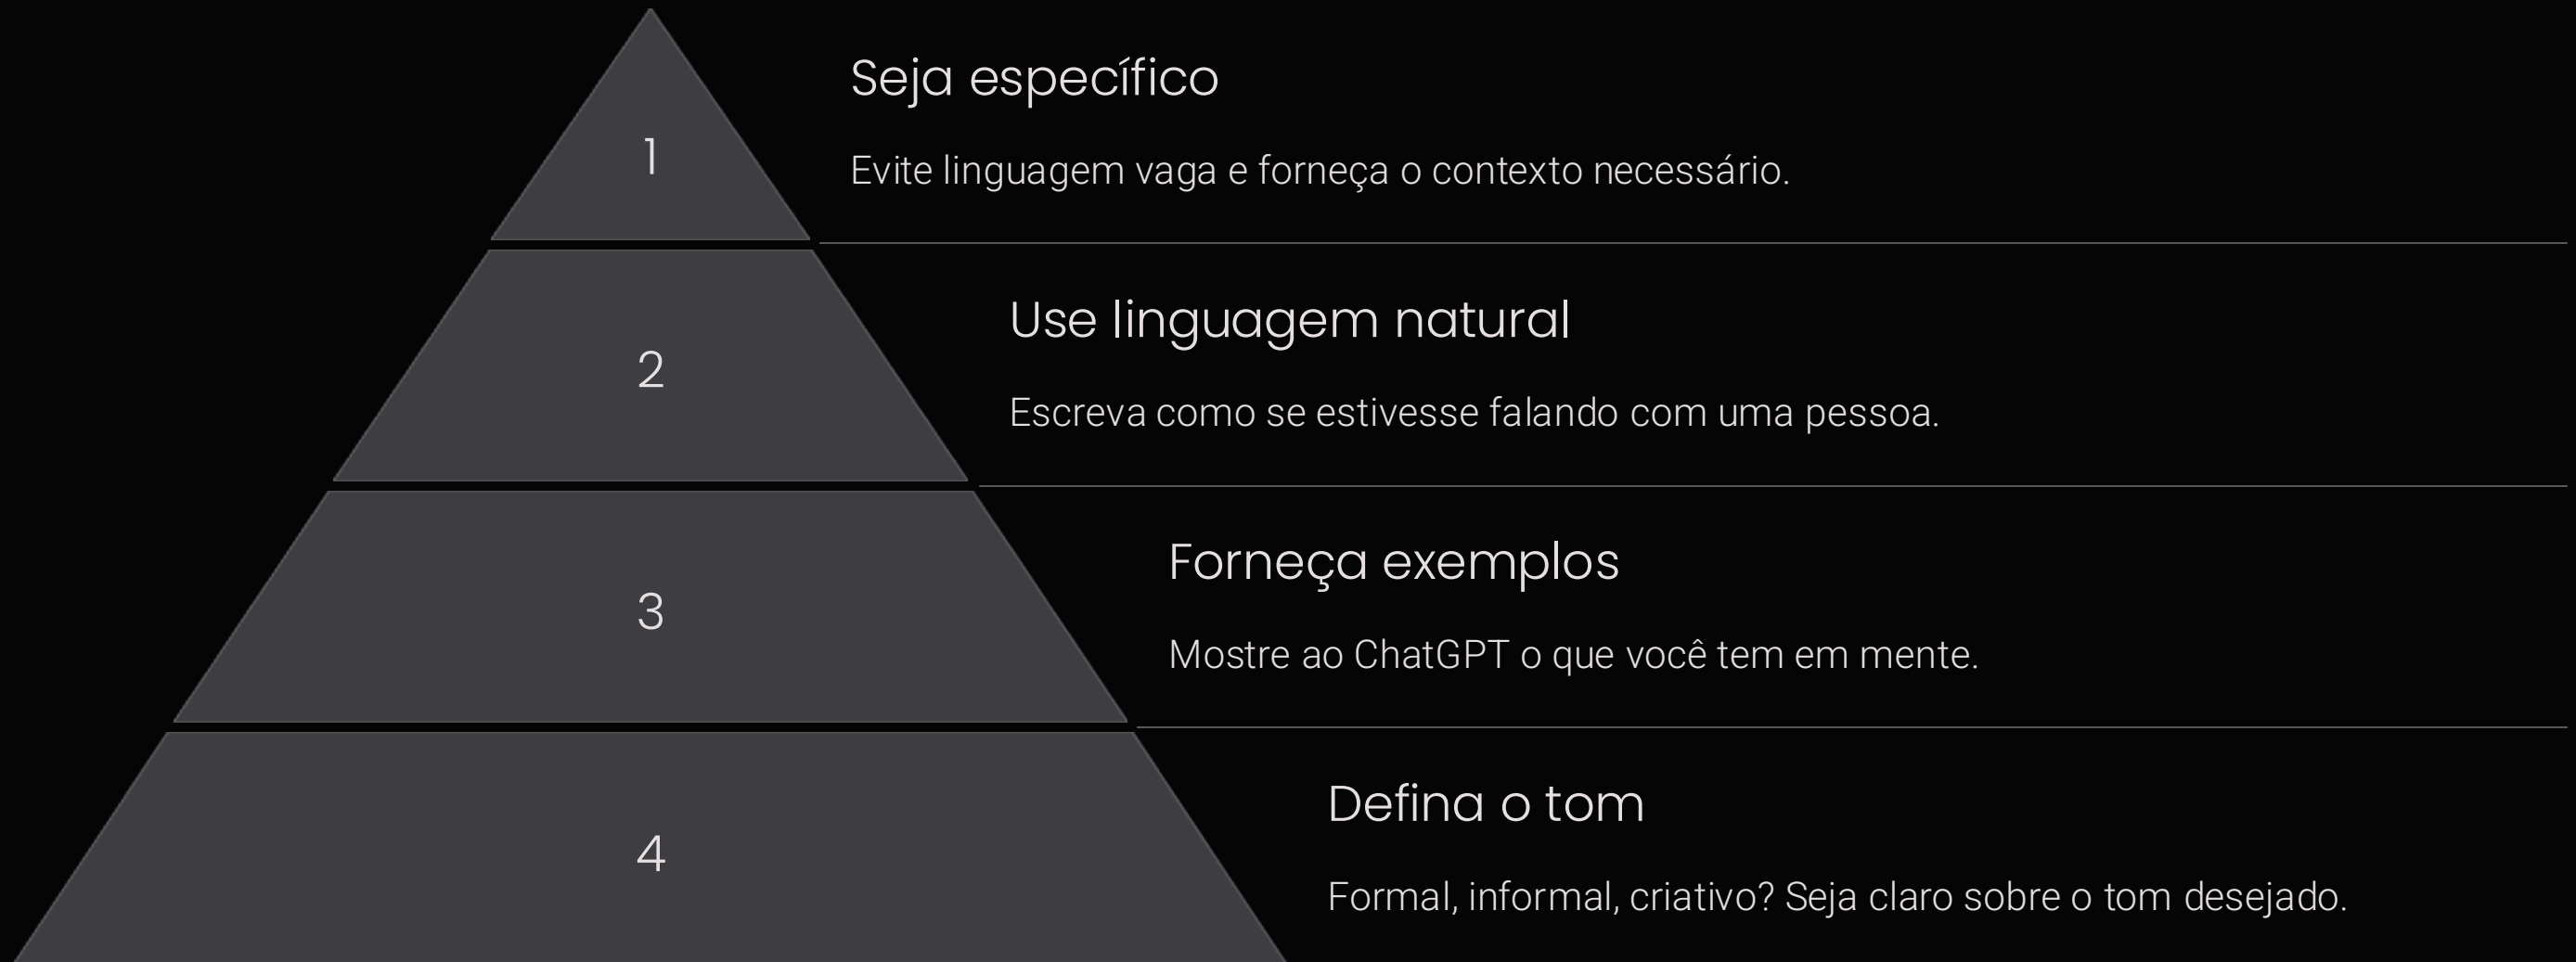 1
Seja específico
Evite linguagem vaga e forneça o contexto necessário.
2
Use linguagem natural
Escreva como se estivesse falando com uma pessoa.
3
Forneça exemplos
Mostre ao ChatGPT o que você tem em mente.
4
Defina o tom
Formal, informal, criativo? Seja claro sobre o tom desejado.